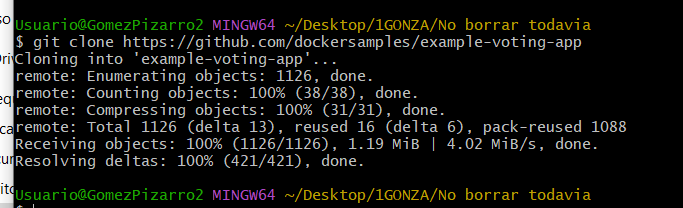 Usuario@GomezPizarro2 MINGW64 ~/Desktop/1GONZA/No borrar todavia
$ git clone https://github.com/dockersamples/example-voting-app
Cloning into 'example-voting-app'...
remote: Enumerating objects: 1126, done.
remote: Counting objects: 100% (38/38), done.
remote: Compressing objects: 100% (31/31), done.
remote: Total 1126 (delta 13), reused 16 (delta 6), pack-reused 1088
Receiving objects: 100% (1126/1126), 1.19 MiB | 4.02 MiB/s, done.
Resolving deltas: 100% (421/421), done.
Usuario@GomezPizarro2 MINGW64 ~/Desktop/1GONZA/No borrar todavia
$